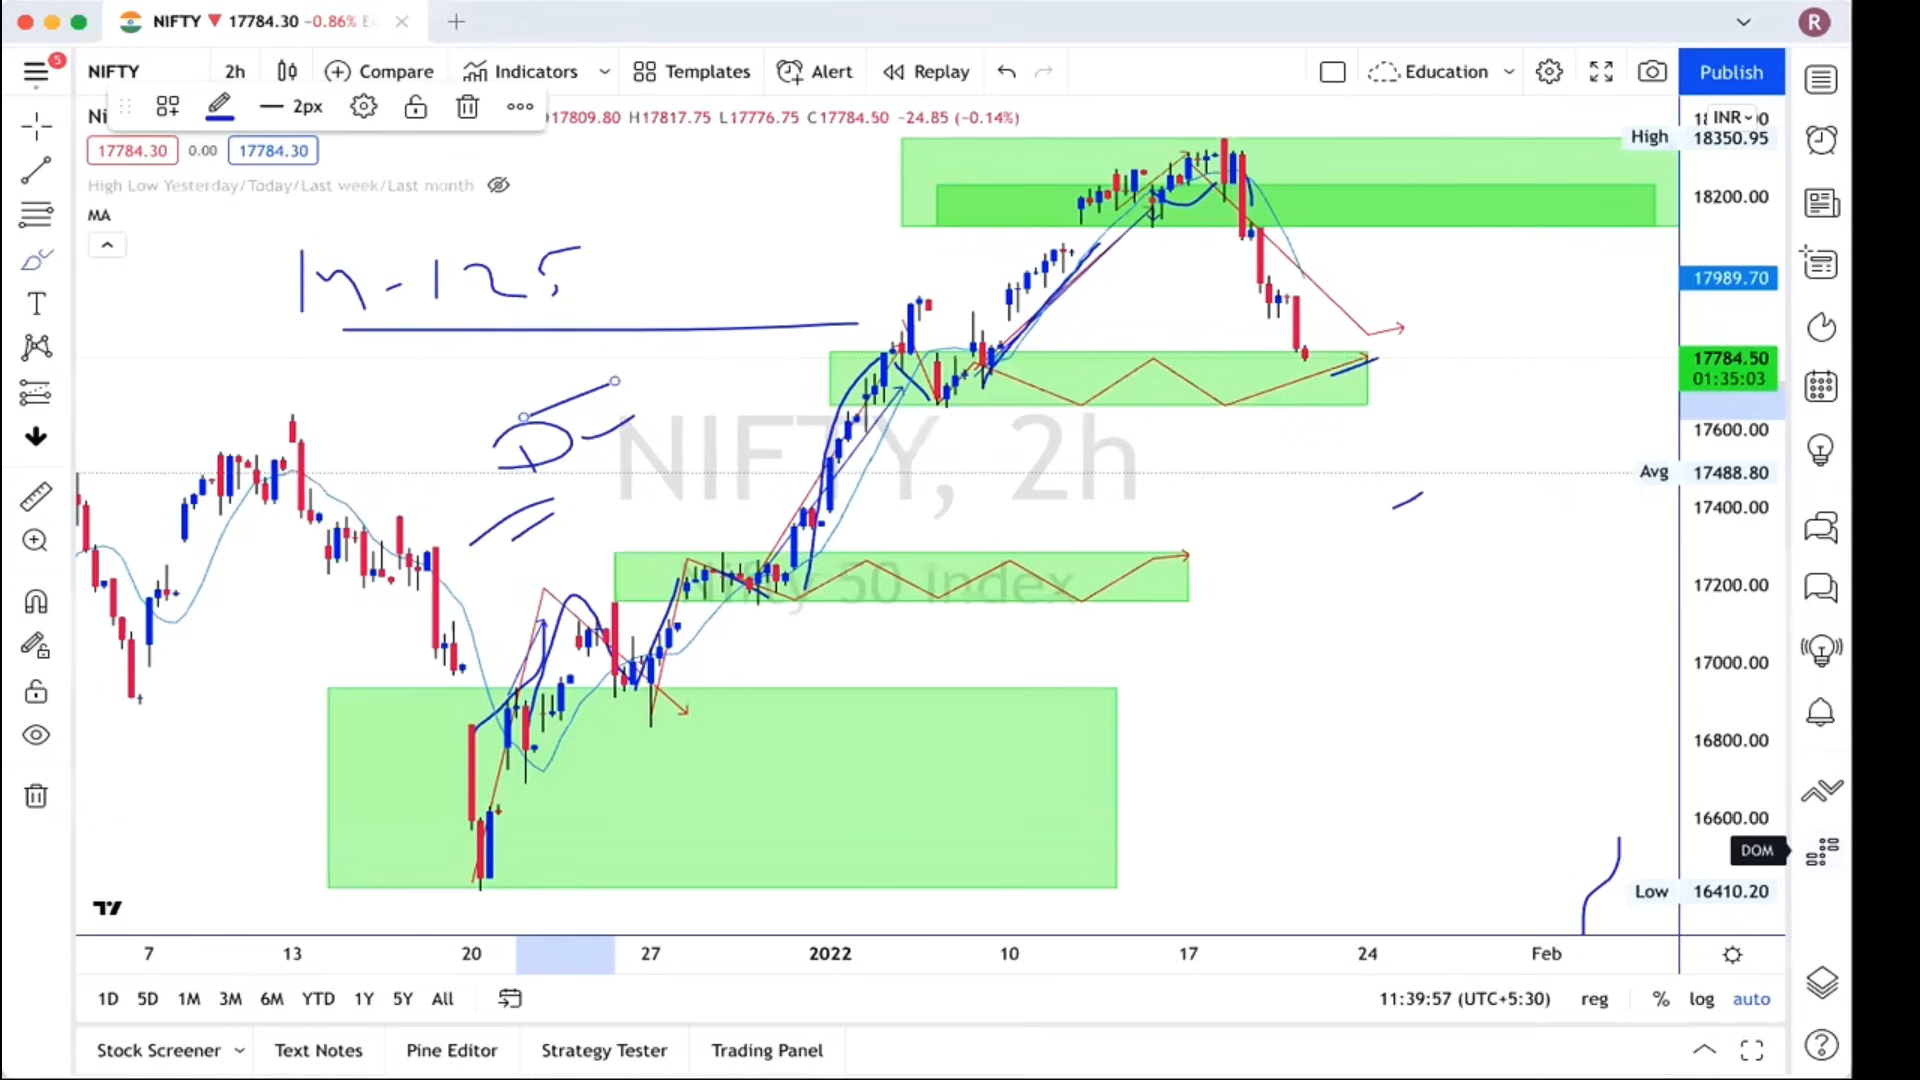 NIFTY ▼ 17784.30 −0.86% R
5 NIFTY 2h Compare Indicators Templates Alert Replay Education Publish
2px
Ni 17809.80 H17817.75 L17776.75 C17784.50 −24.85 (−0.14%) INR
17784.30 0.00 17784.30
High 18350.95
High Low Yesterday/Today/Last week/Last month
18200.00
MA
17989.70
17784.50
01:35:03
NIFTY, 2h
17600.00
Avg 17488.80
17400.00
Nifty 50 Index
17200.00
17000.00
16800.00
16600.00
DOM
Low 16410.20
7 13 20 27 2022 10 17 24 Feb
1D 5D 1M 3M 6M YTD 1Y 5Y All 11:39:57 (UTC+5:30) reg % log auto
Stock Screener Text Notes Pine Editor Strategy Tester Trading Panel